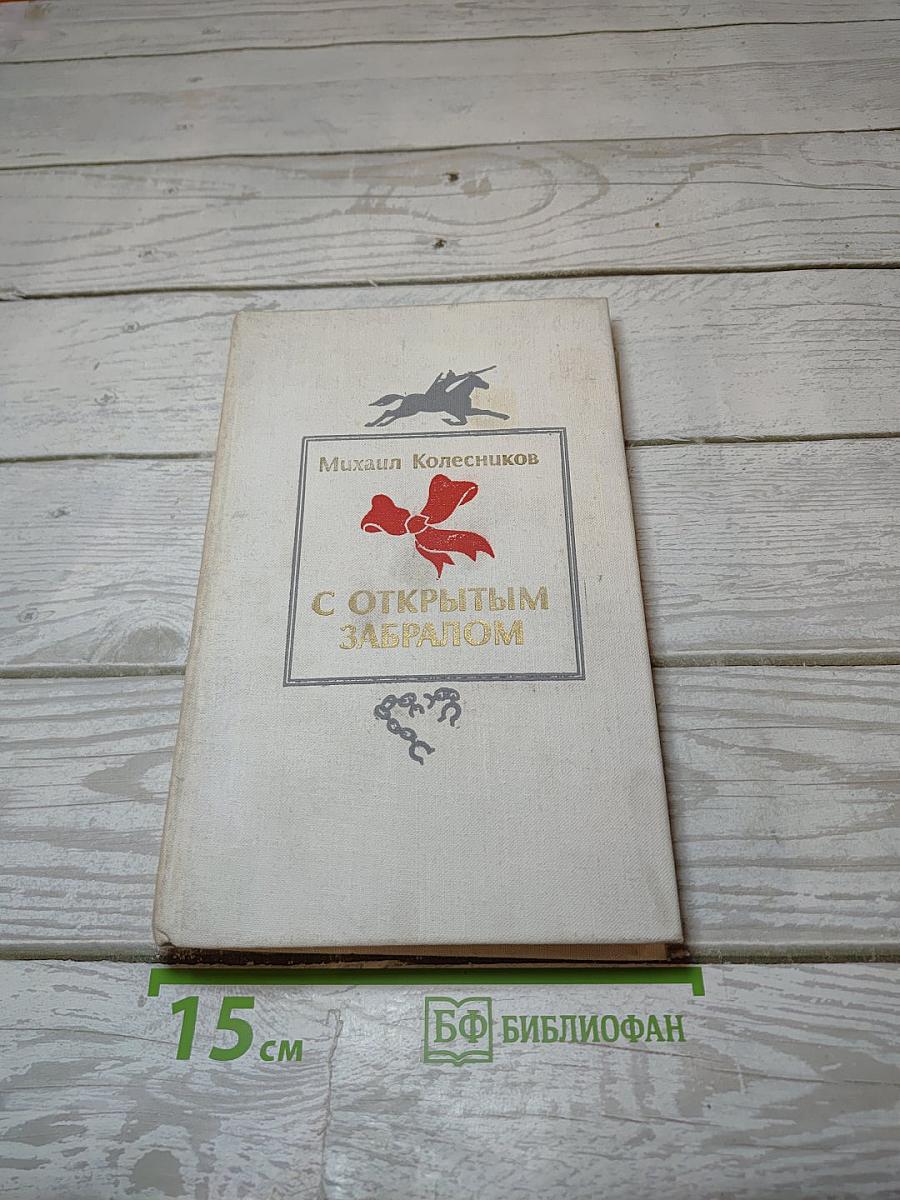 Михаил Колесников
С ОТКРЫТЫМ
ЗАБРАЛОМ
15 см
БФ БИБЛИОФАН